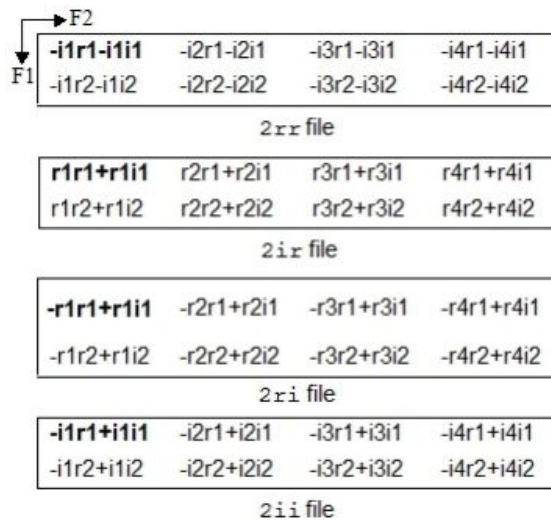 F2
F1
-i1r1-i1i1 -i2r1-i2i1 -i3r1-i3i1 -i4r1-i4i1
-i1r2-i1i2 -i2r2-i2i2 -i3r2-i3i2 -i4r2-i4i2
2rr file
r1r1+r1i1 r2r1+r2i1 r3r1+r3i1 r4r1+r4i1
r1r2+r1i2 r2r2+r2i2 r3r2+r3i2 r4r2+r4i2
2ir file
-r1r1+r1i1 -r2r1+r2i1 -r3r1+r3i1 -r4r1+r4i1
-r1r2+r1i2 -r2r2+r2i2 -r3r2+r3i2 -r4r2+r4i2
2ri file
-i1r1+i1i1 -i2r1+i2i1 -i3r1+i3i1 -i4r1+i4i1
-i1r2+i1i2 -i2r2+i2i2 -i3r2+i3i2 -i4r2+i4i2
2ii file